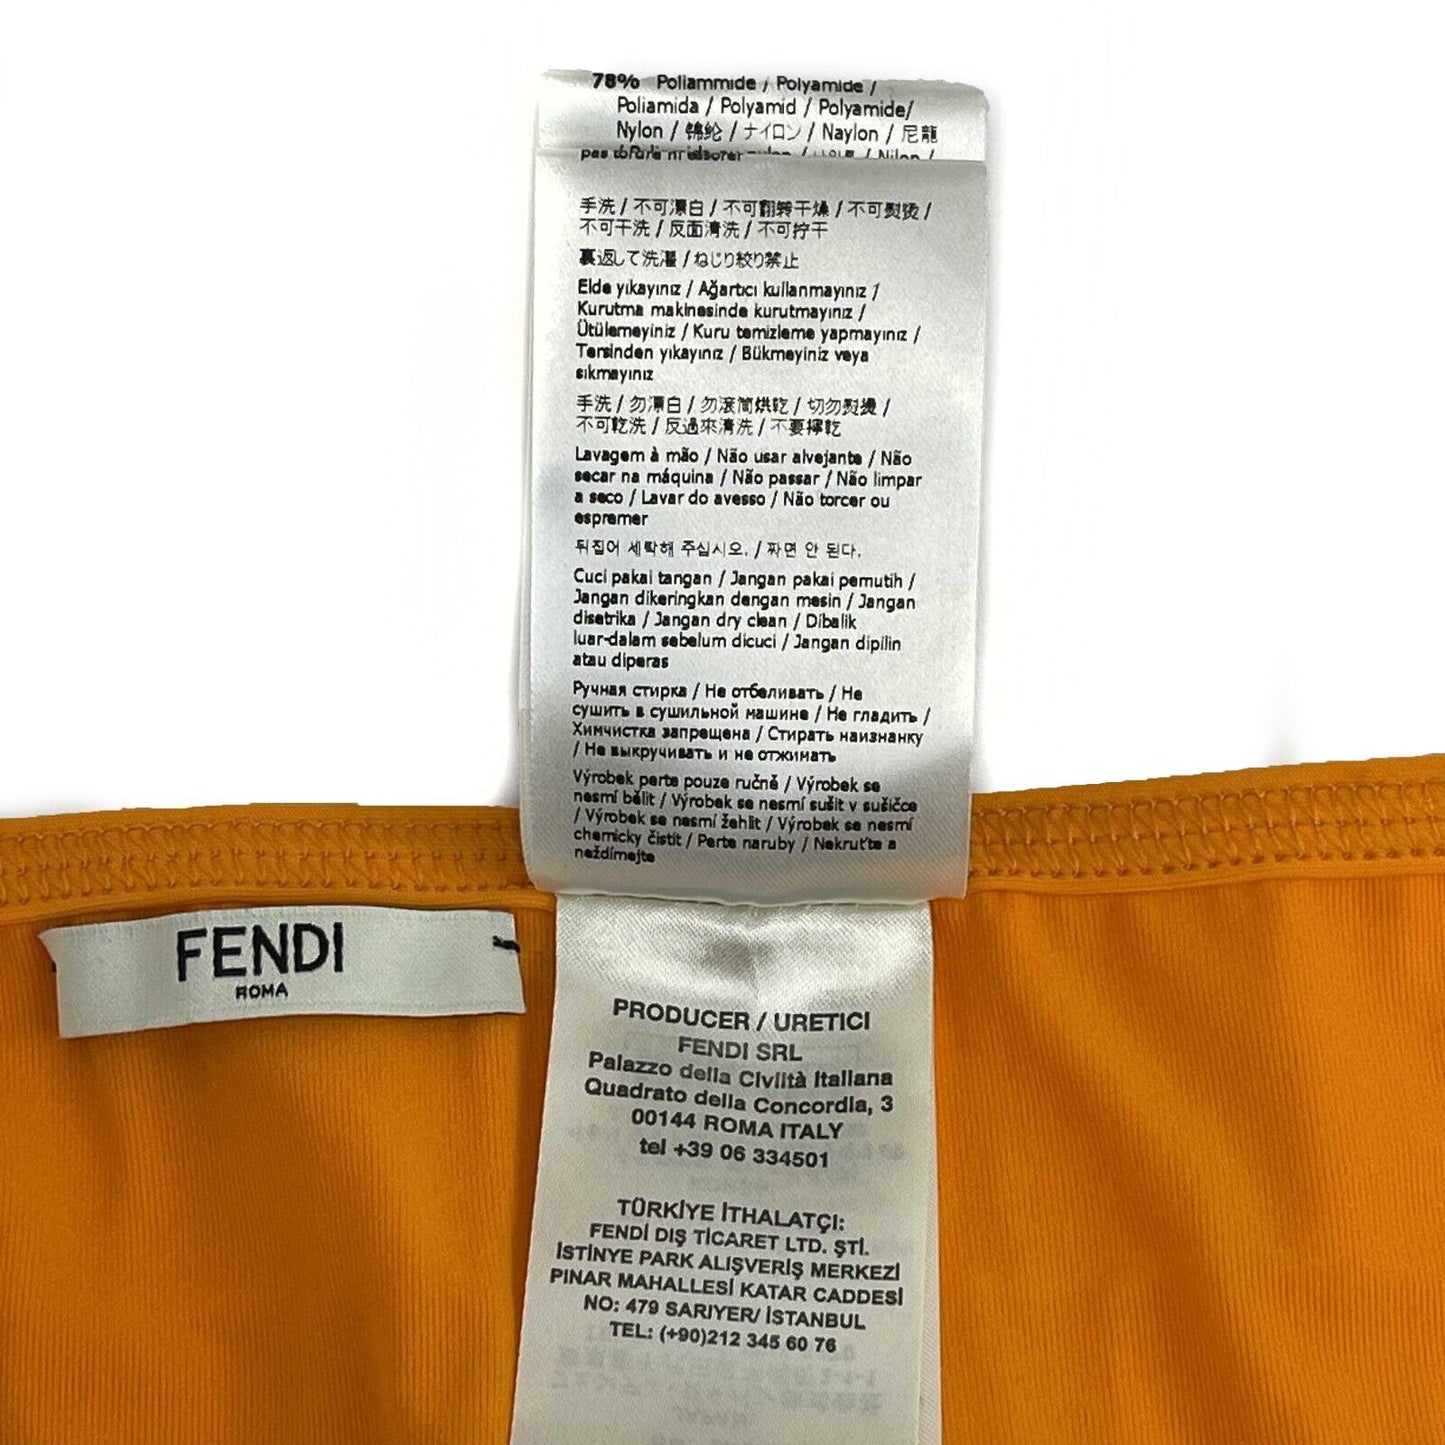 78% Poliammide / Polyamide /
Poliamida / Polyamid / Polyamide/
Nylon / 锦纶 / ナイロン / Naylon / 尼龍
/ Nilon /
手洗 / 不可漂白 / 不可翻转干燥 / 不可熨烫 /
不可干洗 / 反面清洗 / 不可拧干
裏返して洗濯 / ねじり絞り禁止
Elde yıkayınız / Ağartıcı kullanmayınız /
Kurutma makinesinde kurutmayınız /
Ütülemeyiniz / Kuru temizleme yapmayınız /
Tersinden yıkayınız / Bükmeyiniz veya
sıkmayınız
手洗 / 勿漂白 / 勿滚筒烘乾 / 切勿熨燙 /
不可乾洗 / 反過來清洗 / 不要擰乾
Lavagem à mão / Não usar alvejante / Não
secar na máquina / Não passar / Não limpar
a seco / Lavar do avesso / Não torcer ou
espremer
뒤집어 세탁해 주십시오. / 짜면 안 된다.
Cuci pakai tangan / Jangan pakai pemutih /
Jangan dikeringkan dengan mesin / Jangan
disetrika / Jangan dry clean / Dibalik
luar-dalam sebelum dicuci / Jangan dipilin
atau diperas
Ручная стирка / Не отбеливать / Не
сушить в сушильной машине / Не гладить /
Химчистка запрещена / Стирать наизнанку
/ Не выкручивать и не отжимать
Výrobek perte pouze ručně / Výrobek se
nesmí bělit / Výrobek se nesmí sušit v sušičce
/ Výrobek se nesmí žehlit / Výrobek se nesmí
chemicky čistit / Perte naruby / Nekruťte a
neždímejte
FENDI
ROMA
PRODUCER / URETICI
FENDI SRL
Palazzo della Civiltà Italiana
Quadrato della Concordia, 3
00144 ROMA ITALY
tel +39 06 334501
TÜRKİYE İTHALATÇI:
FENDİ DIŞ TİCARET LTD. ŞTİ.
İSTİNYE PARK ALIŞVERİŞ MERKEZİ
PINAR MAHALLESİ KATAR CADDESİ
NO: 479 SARIYER/ İSTANBUL
TEL: (+90)212 345 60 76